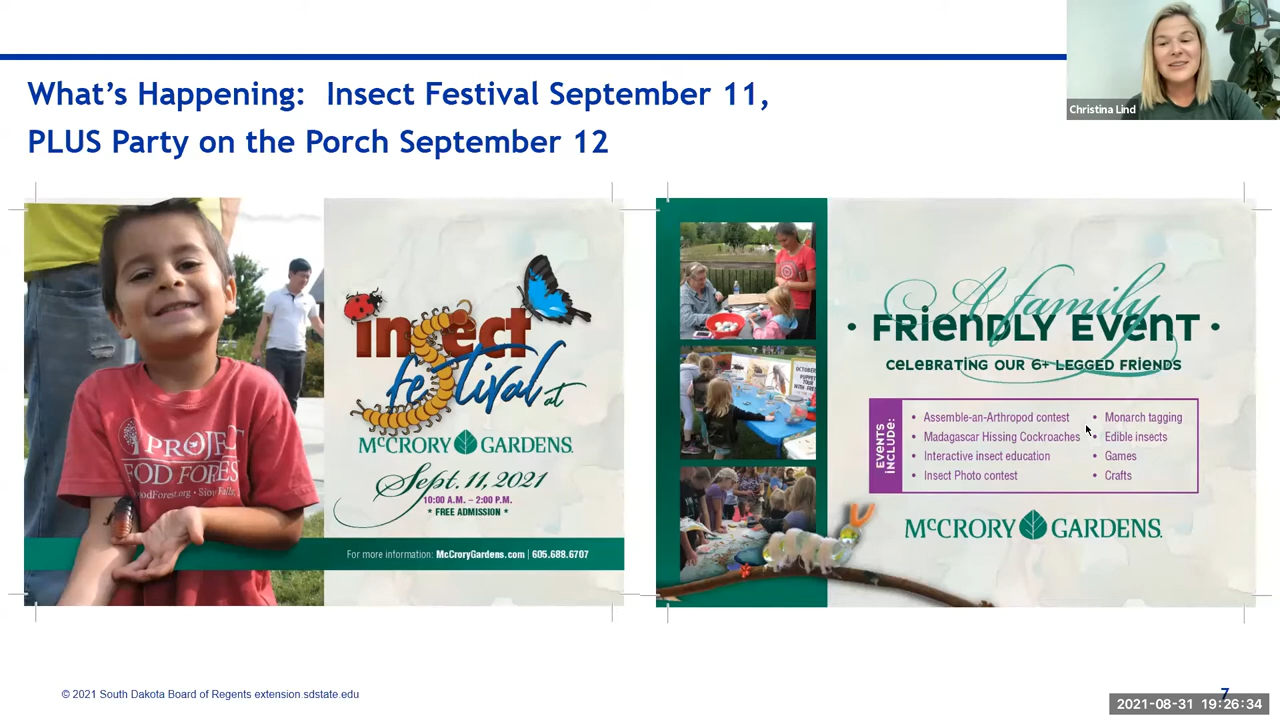 What's Happening: Insect Festival September 11,
PLUS Party on the Porch September 12
Christina Lind
PROJECT
FOOD FOREST
insect
festival at
McCRORY GARDENS.
Sept. 11, 2021
10:00 A.M. – 2:00 P.M.
* FREE ADMISSION *
For more information: McCroryGardens.com | 605.688.6707
A family
• FRIENDLY EVENT •
CELEBRATING OUR 6+ LEGGED FRIENDS
EVENTS
INCLUDE:
• Assemble-an-Arthropod contest
• Madagascar Hissing Cockroaches
• Interactive insect education
• Insect Photo contest
• Monarch tagging
• Edible insects
• Games
• Crafts
McCRORY GARDENS.
© 2021 South Dakota Board of Regents extension.sdstate.edu
7
2021-08-31 19:26:34